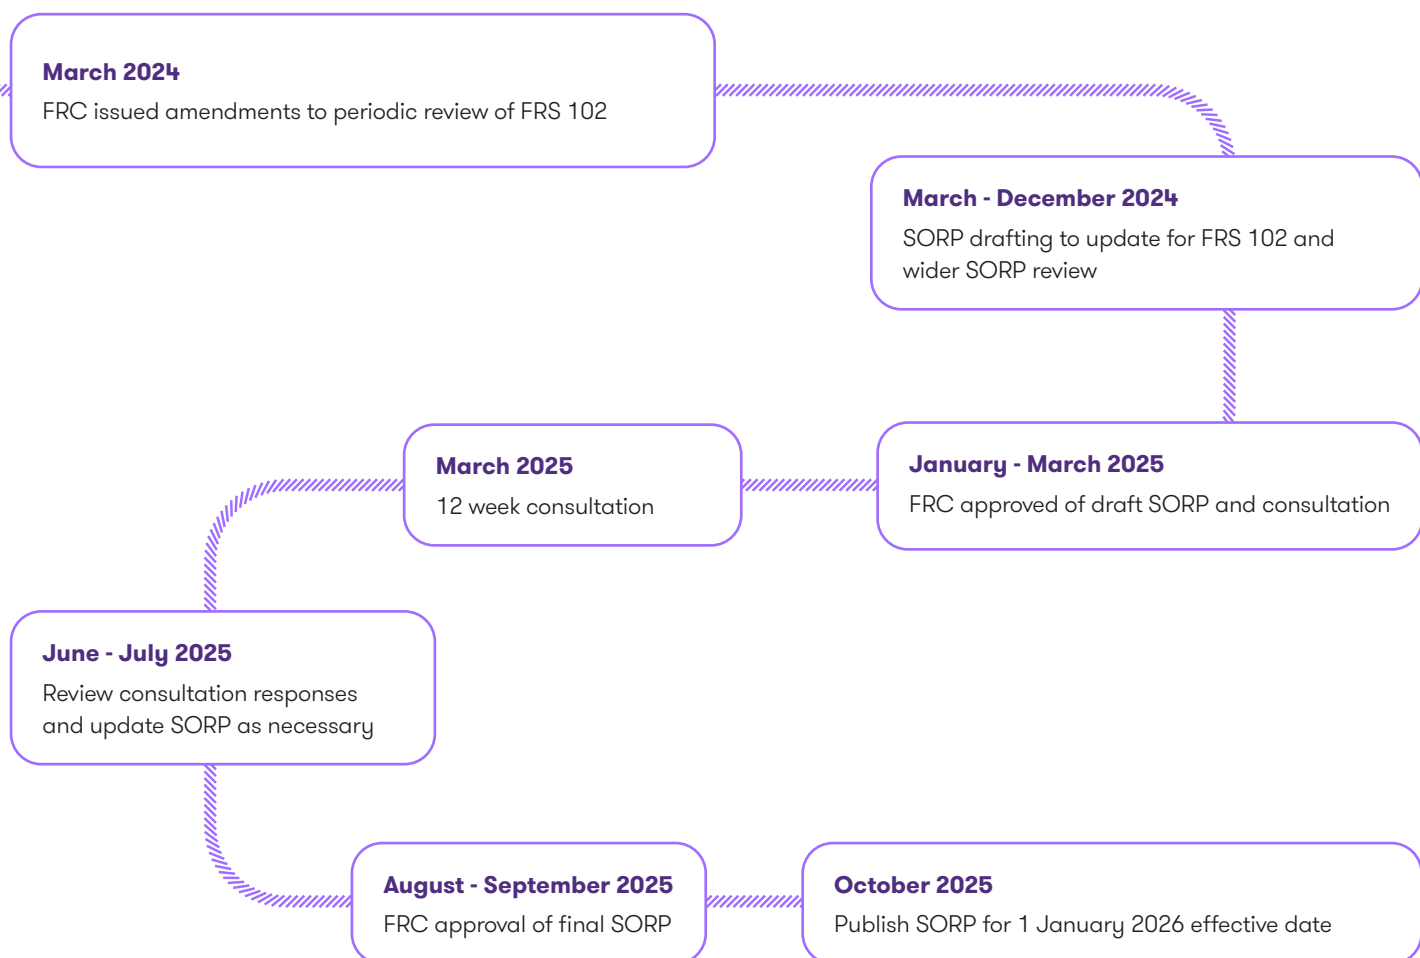 March 2024
FRC issued amendments to periodic review of FRS 102
March - December 2024
SORP drafting to update for FRS 102 and
wider SORP review
January - March 2025
FRC approved of draft SORP and consultation
March 2025
12 week consultation
June - July 2025
Review consultation responses
and update SORP as necessary
August - September 2025
FRC approval of final SORP
October 2025
Publish SORP for 1 January 2026 effective date